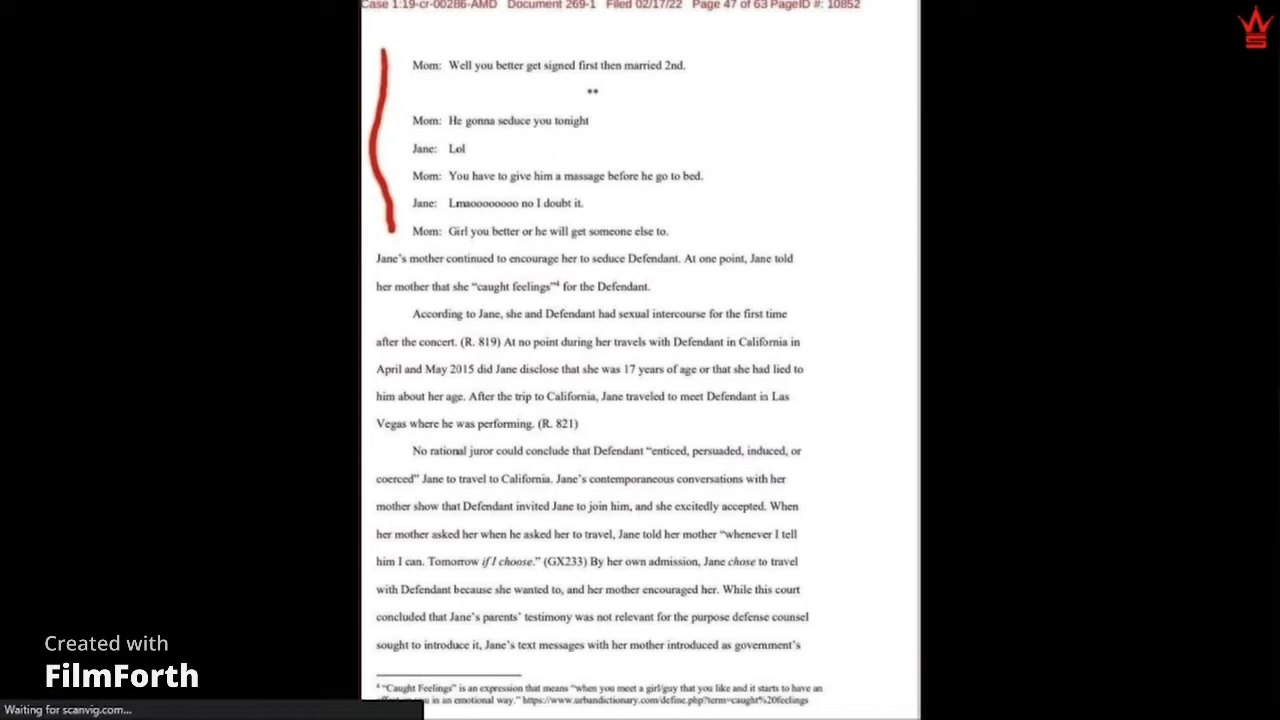 Case 1:19-cr-00286-AMD Document 269-1 Filed 02/17/22 Page 47 of 63 PageID #: 10852
Mom: Well you better get signed first then married 2nd.
**
Mom: He gonna seduce you tonight
Jane: Lol
Mom: You have to give him a massage before he go to bed.
Jane: Lmaoooooooo no I doubt it.
Mom: Girl you better or he will get someone else to.
Jane's mother continued to encourage her to seduce Defendant. At one point, Jane told
her mother that she "caught feelings"4 for the Defendant.
According to Jane, she and Defendant had sexual intercourse for the first time
after the concert. (R. 819) At no point during her travels with Defendant in California in
April and May 2015 did Jane disclose that she was 17 years of age or that she had lied to
him about her age. After the trip to California, Jane traveled to meet Defendant in Las
Vegas where he was performing. (R. 821)
No rational juror could conclude that Defendant "enticed, persuaded, induced, or
coerced" Jane to travel to California. Jane's contemporaneous conversations with her
mother show that Defendant invited Jane to join him, and she excitedly accepted. When
her mother asked her when he asked her to travel, Jane told her mother "whenever I tell
him I can. Tomorrow if I choose." (GX233) By her own admission, Jane chose to travel
with Defendant because she wanted to, and her mother encouraged her. While this court
concluded that Jane's parents' testimony was not relevant for the purpose defense counsel
sought to introduce it, Jane's text messages with her mother introduced as government's
4 "Caught Feelings" is an expression that means "when you meet a girl/guy that you like and it starts to have an
in an emotional way." https://www.urbandictionary.com/define.php?term=caught%20feelings
Created with
FilmForth
Waiting for scanvig.com...